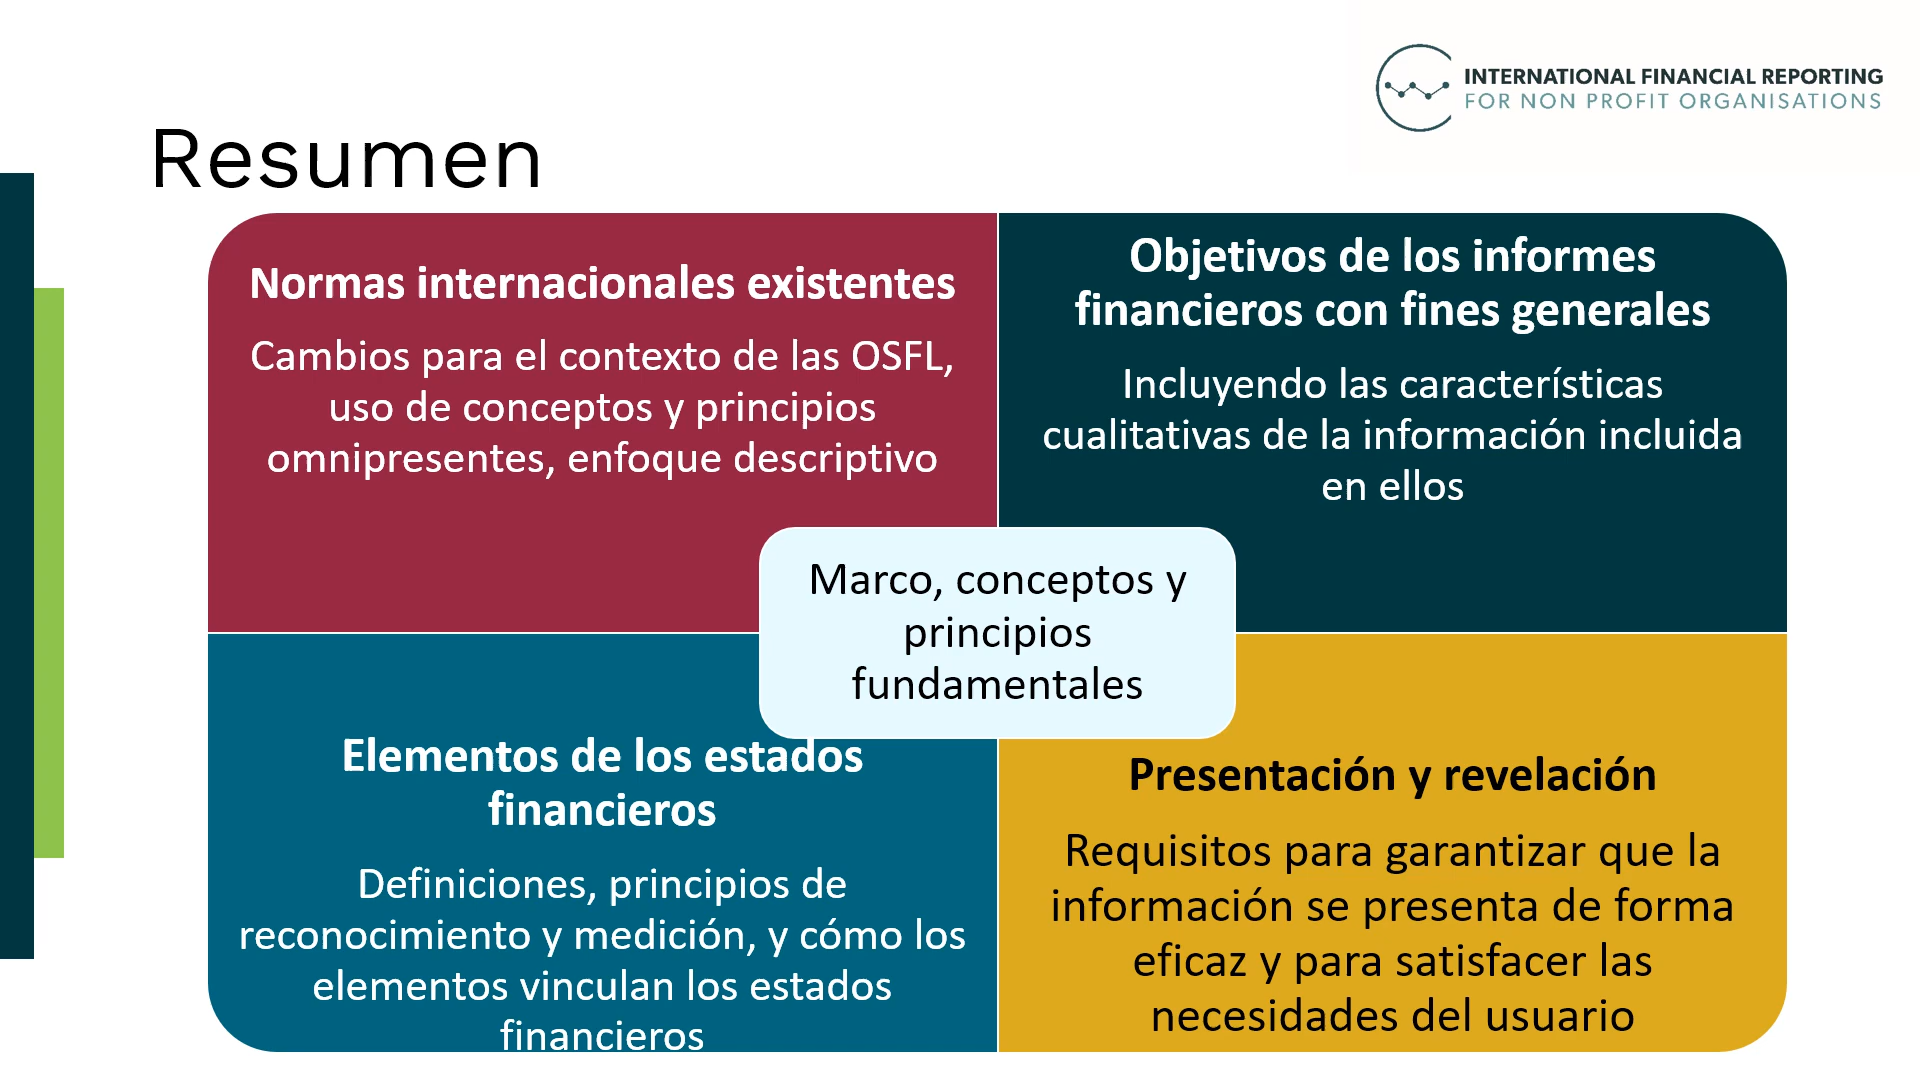 INTERNATIONAL FINANCIAL REPORTING
FOR NON PROFIT ORGANISATIONS
Resumen
Normas internacionales existentes
Cambios para el contexto de las OSFL,
uso de conceptos y principios
omnipresentes, enfoque descriptivo
Objetivos de los informes
financieros con fines generales
Incluyendo las características
cualitativas de la información incluida
en ellos
Marco, conceptos y
principios
fundamentales
Elementos de los estados
financieros
Definiciones, principios de
reconocimiento y medición, y cómo los
elementos vinculan los estados
financieros
Presentación y revelación
Requisitos para garantizar que la
información se presenta de forma
eficaz y para satisfacer las
necesidades del usuario